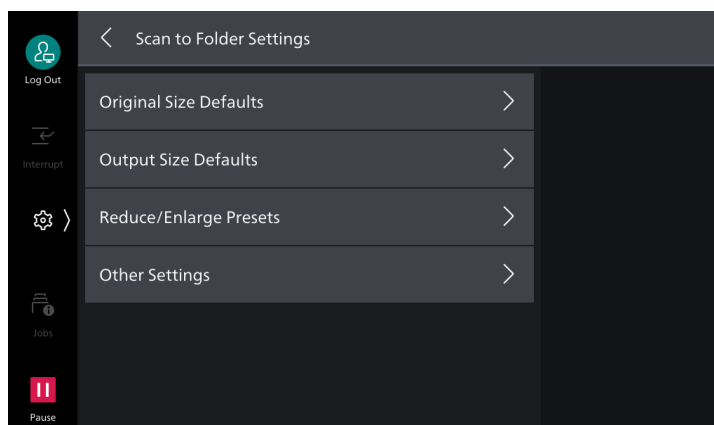 Scan to Folder Settings
Log Out
Original Size Defaults
Interrupt
Output Size Defaults
Reduce/Enlarge Presets
Other Settings
Jobs
Pause